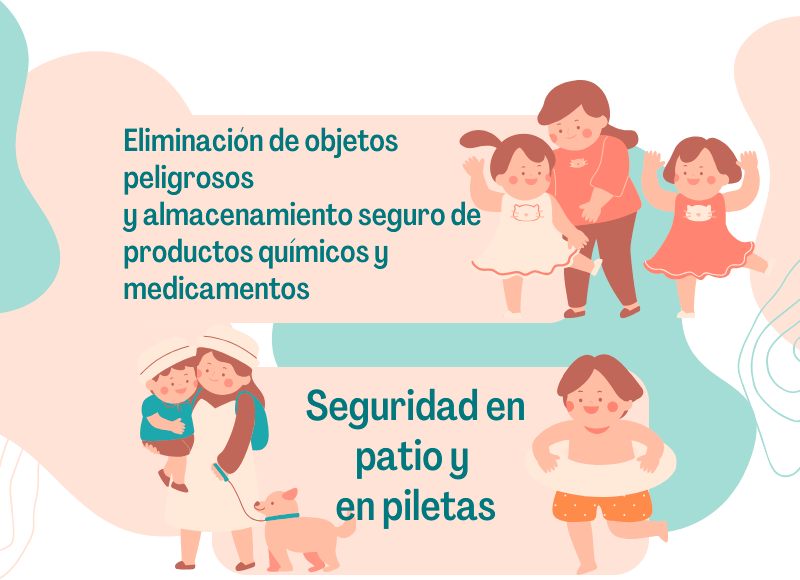 Eliminación de objetos
peligrosos
y almacenamiento seguro de
productos químicos y
medicamentos
Seguridad en
patio y
en piletas